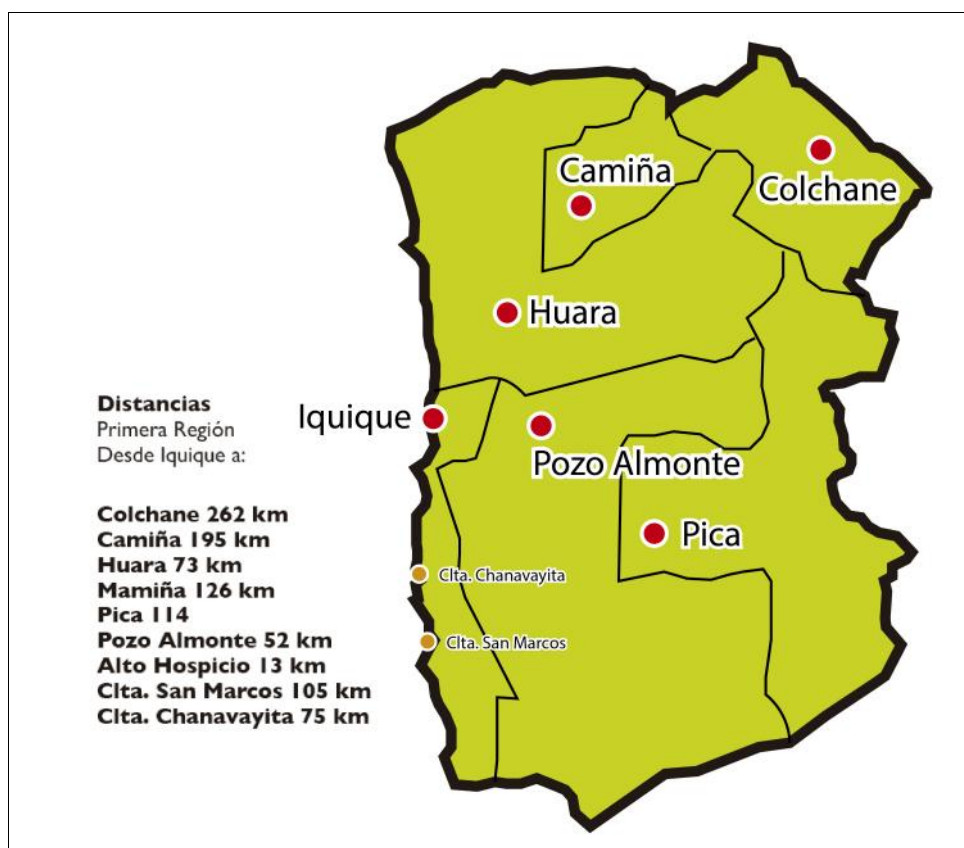 Camiña
Colchane
Huara
Distancias
Primera Región
Desde Iquique a:
Iquique
Pozo Almonte
Pica
Colchane 262 km
Camiña 195 km
Huara 73 km
Mamiña 126 km
Pica 114
Pozo Almonte 52 km
Alto Hospicio 13 km
Clta. San Marcos 105 km
Clta. Chanavayita 75 km
Clta. Chanavayita
Clta. San Marcos